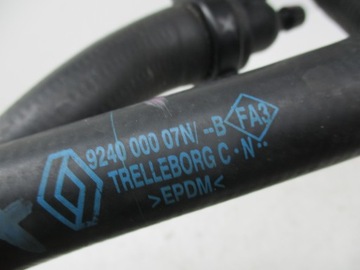 9240 000 07N/ --B FA3
TRELLEBORG C · N
>EPDM<